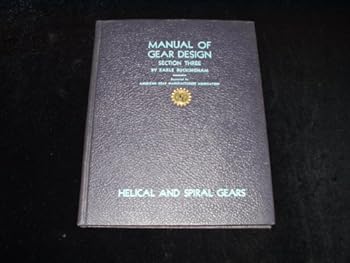 MANUAL OF
GEAR DESIGN
SECTION THREE
BY EARLE BUCKINGHAM
AMERICAN GEAR MANUFACTURERS ASSOCIATION
HELICAL AND SPIRAL GEARS